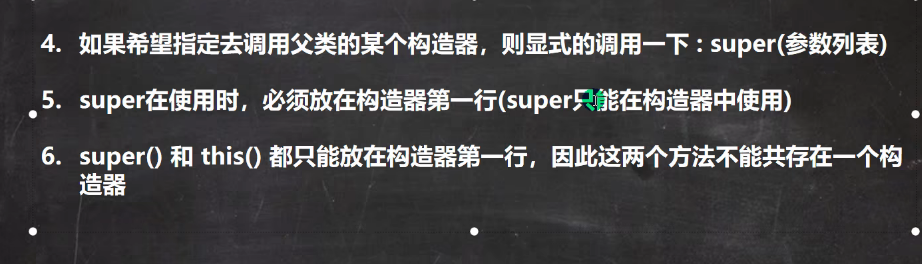 4. 如果希望指定去调用父类的某个构造器，则显式的调用一下 : super(参数列表)
5. super在使用时，必须放在构造器第一行(super只能在构造器中使用)
6. super() 和 this() 都只能放在构造器第一行，因此这两个方法不能共存在一个构
造器